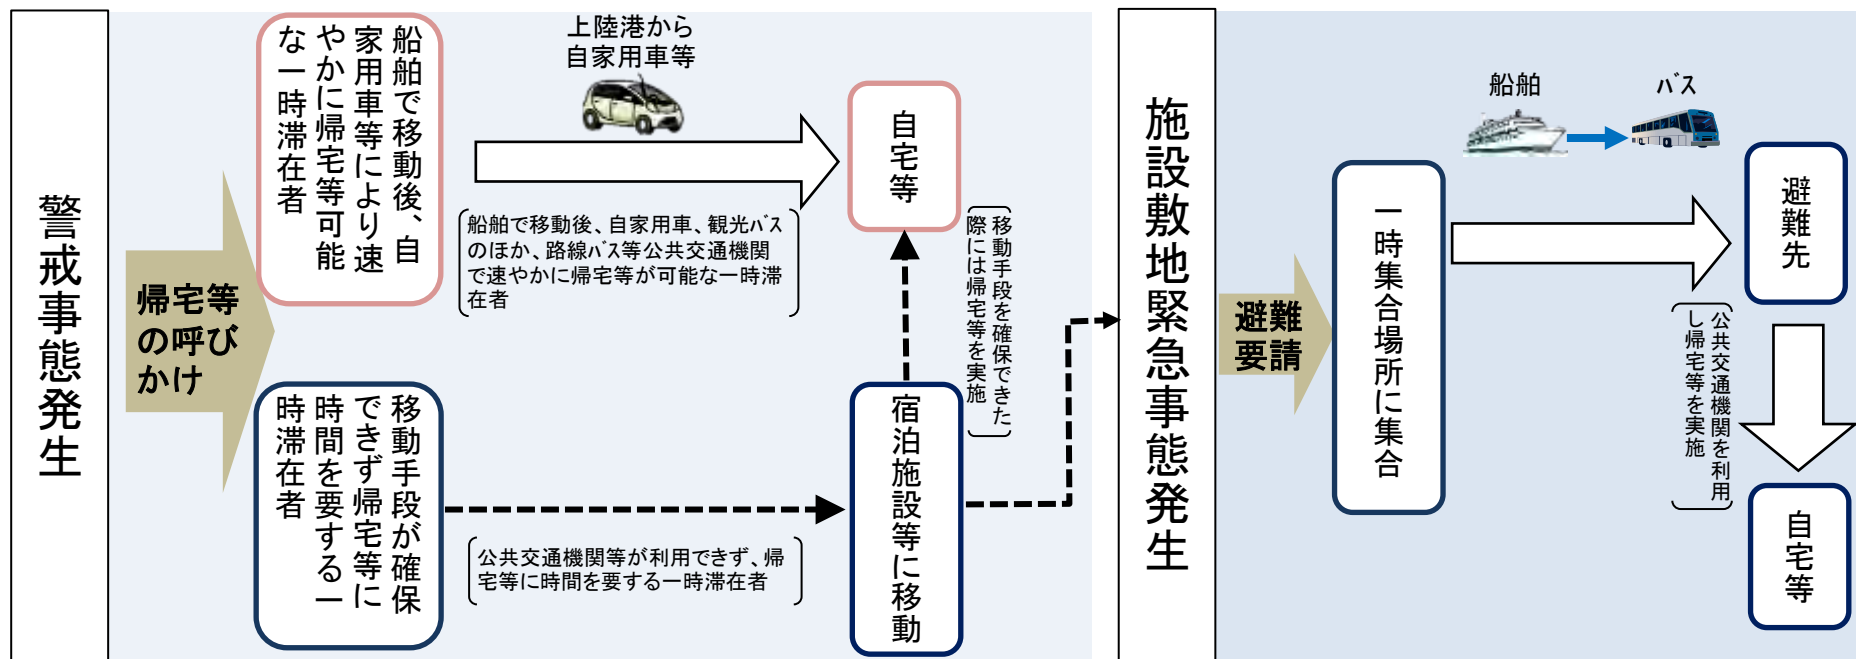 警戒事態発生
帰宅等
の呼び
かけ
船舶で移動後、自
家用車等により速
やかに帰宅等可能
な一時滞在者
上陸港から
自家用車等
自宅等
船舶で移動後、自家用車、観光バス
のほか、路線バス等公共交通機関
で速やかに帰宅等が可能な一時滞
在者
移動手段を確保できた
際には帰宅等を実施
移動手段が確保
できず帰宅等に
時間を要する一
時滞在者
公共交通機関等が利用できず、帰
宅等に時間を要する一時滞在者
宿泊施設等に移動
施設敷地緊急事態発生
避難
要請
一時集合場所に集合
船舶
バス
避難先
公共交通機関を利用
し帰宅等を実施
自宅等